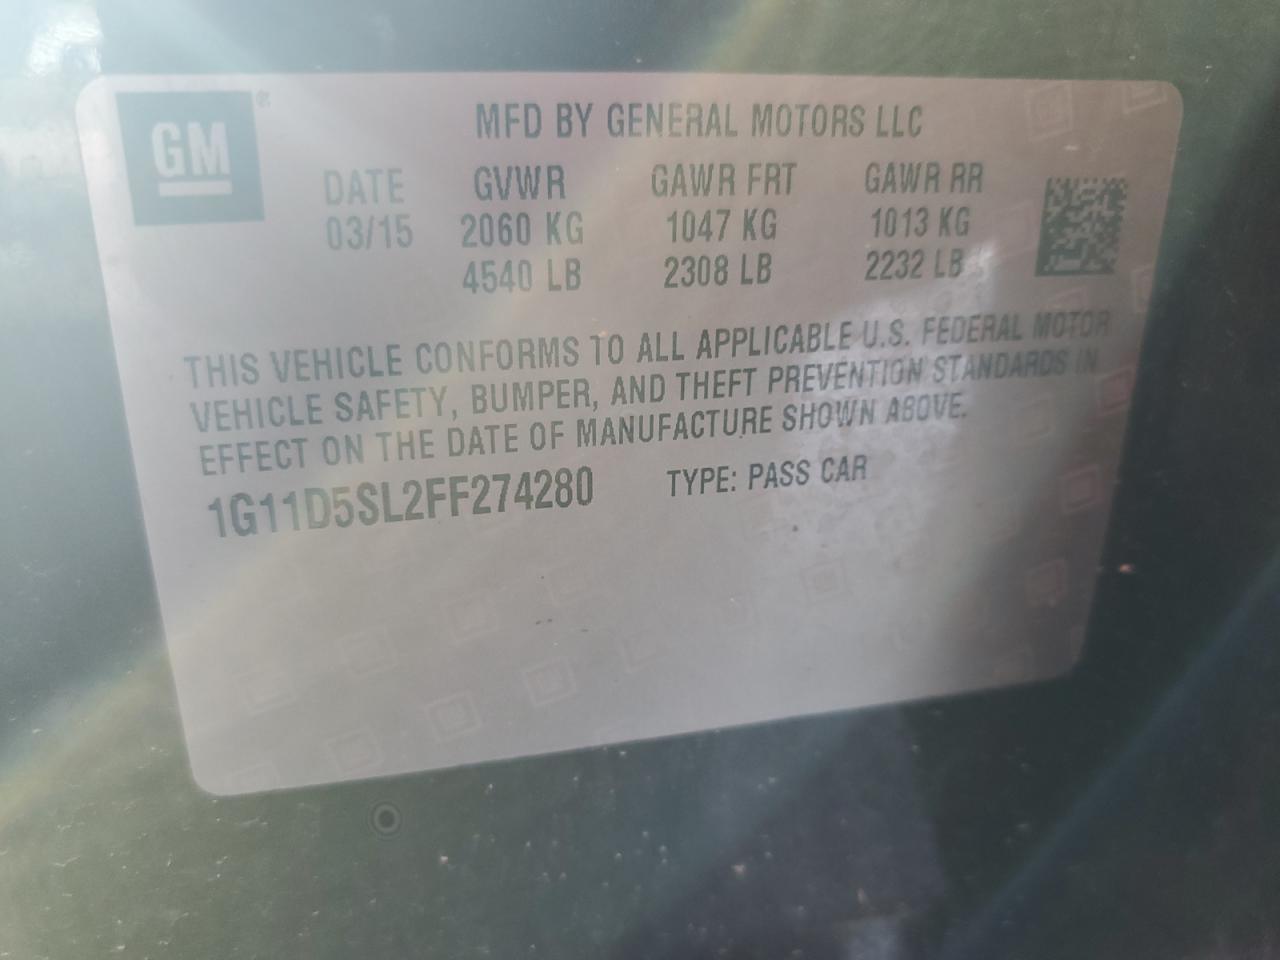 GM®
MFD BY GENERAL MOTORS LLC
DATE GVWR GAWR FRT GAWR RR
03/15 2060 KG 1047 KG 1013 KG
4540 LB 2308 LB 2232 LB
THIS VEHICLE CONFORMS TO ALL APPLICABLE U.S. FEDERAL MOTOR
VEHICLE SAFETY, BUMPER, AND THEFT PREVENTION STANDARDS IN
EFFECT ON THE DATE OF MANUFACTURE SHOWN ABOVE.
1G11D5SL2FF274280 TYPE: PASS CAR